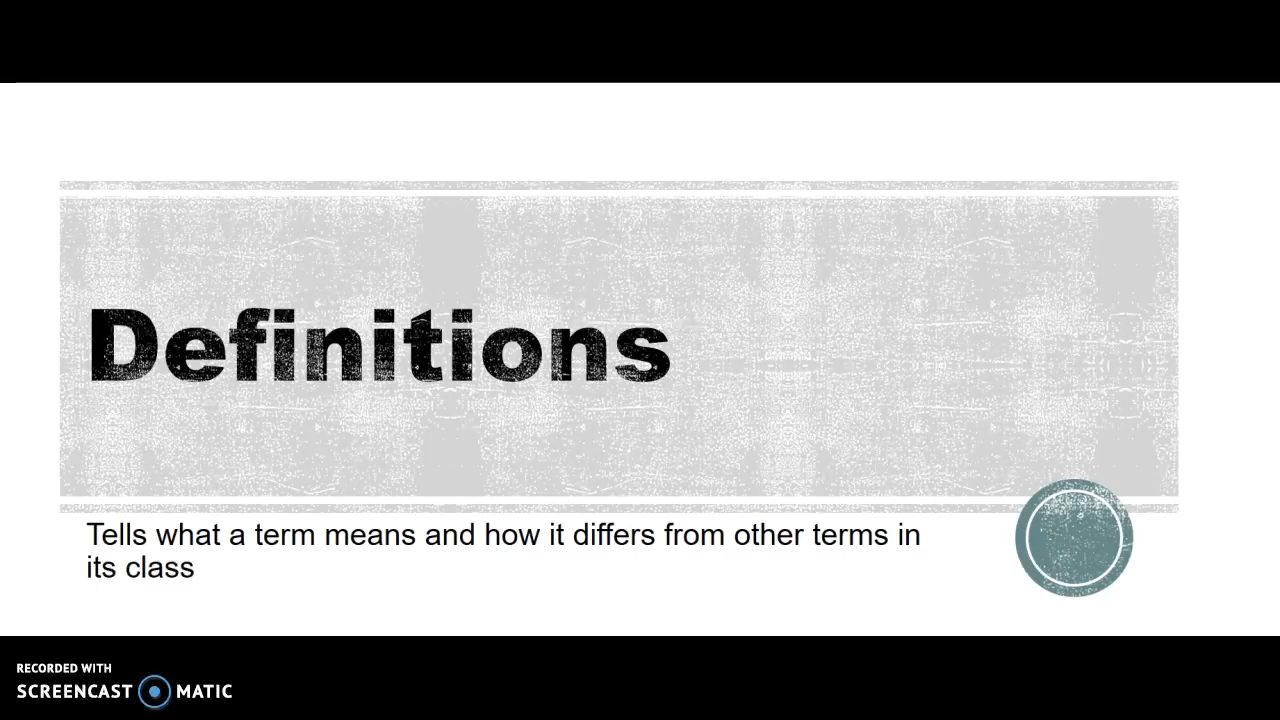 Definitions
Tells what a term means and how it differs from other terms in
its class
RECORDED WITH
SCREENCAST MATIC